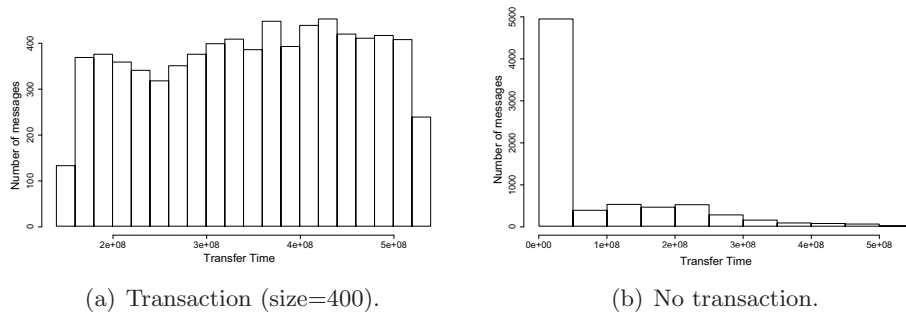 Number of messages
0
100
200
300
400
2e+08
3e+08
4e+08
5e+08
Transfer Time
(a) Transaction (size=400).
Number of messages
0
1000
2000
3000
4000
5000
0e+00
1e+08
2e+08
3e+08
4e+08
5e+08
Transfer Time
(b) No transaction.